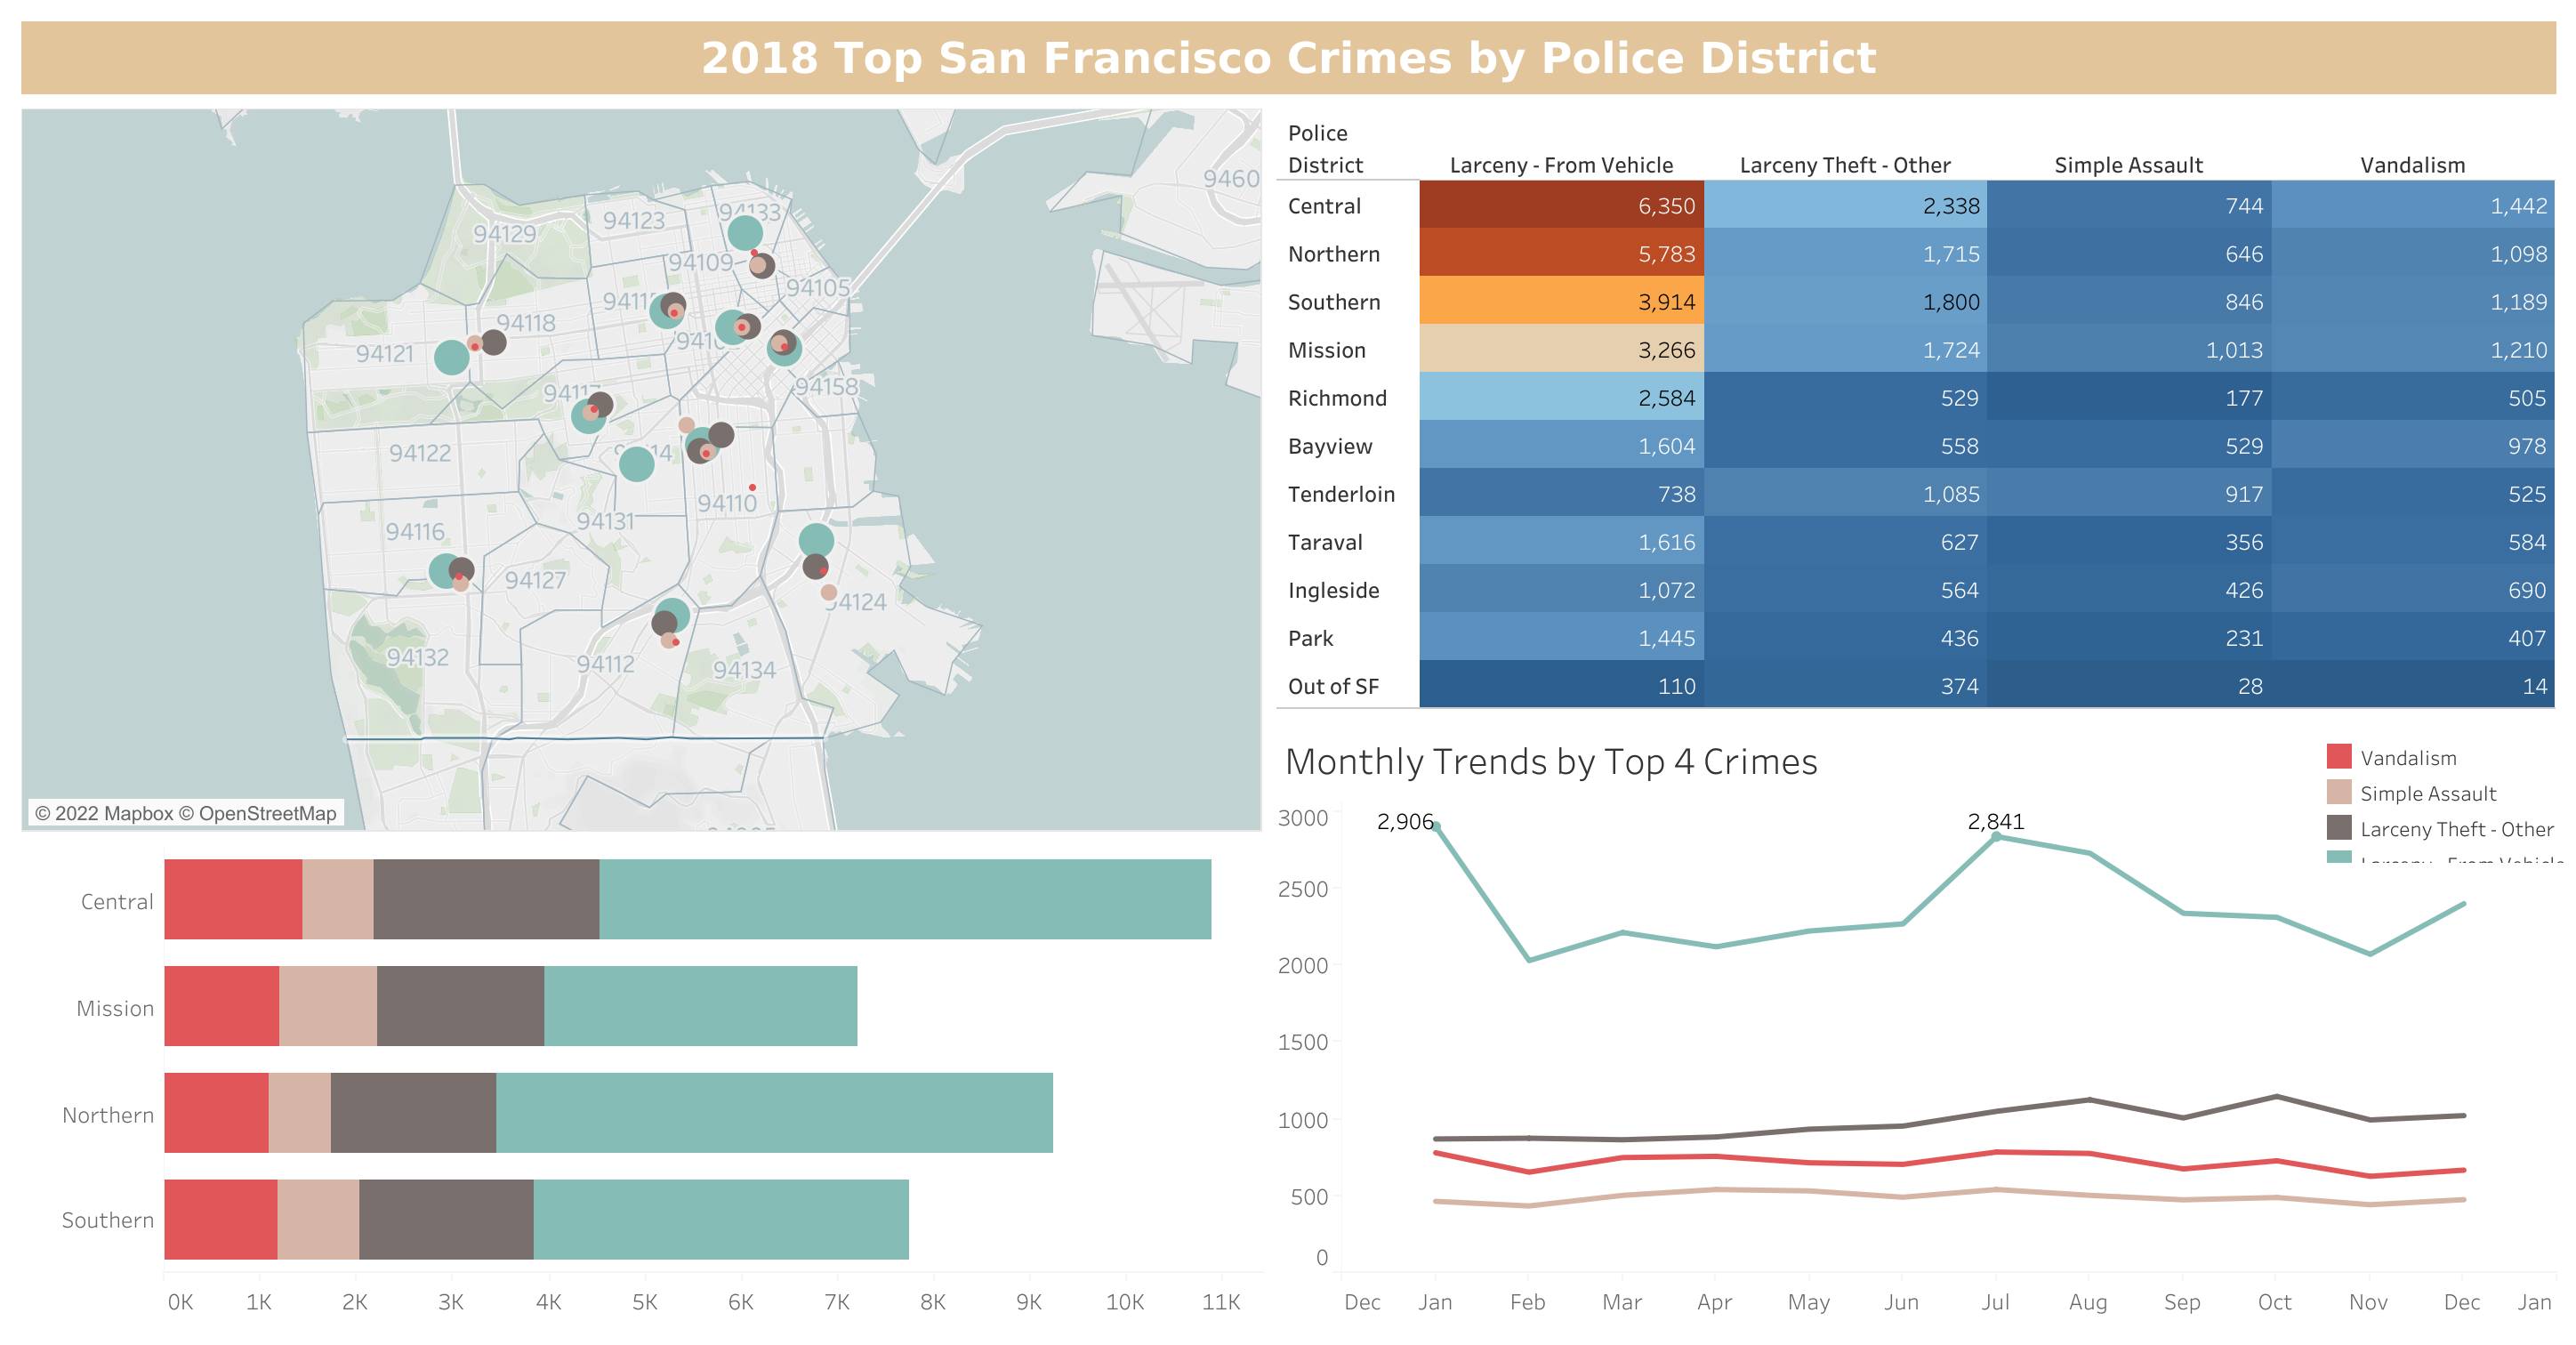 2018 Top San Francisco Crimes by Police District
9460
94133
94123
94129
94109
94105
94118
94121
94117
94158
94122
94110
94131
94116
94127
94124
94132
94112
94134
© 2022 Mapbox © OpenStreetMap
Police
District Larceny - From Vehicle Larceny Theft - Other Simple Assault Vandalism
Central 6,350 2,338 744 1,442
Northern 5,783 1,715 646 1,098
Southern 3,914 1,800 846 1,189
Mission 3,266 1,724 1,013 1,210
Richmond 2,584 529 177 505
Bayview 1,604 558 529 978
Tenderloin 738 1,085 917 525
Taraval 1,616 627 356 584
Ingleside 1,072 564 426 690
Park 1,445 436 231 407
Out of SF 110 374 28 14
Central
Mission
Northern
Southern
0K 1K 2K 3K 4K 5K 6K 7K 8K 9K 10K 11K
Monthly Trends by Top 4 Crimes
Vandalism
Simple Assault
Larceny Theft - Other
Larceny - From Vehicle
3000
2,906 2,841
2500
2000
1500
1000
500
0
Dec Jan Feb Mar Apr May Jun Jul Aug Sep Oct Nov Dec Jan